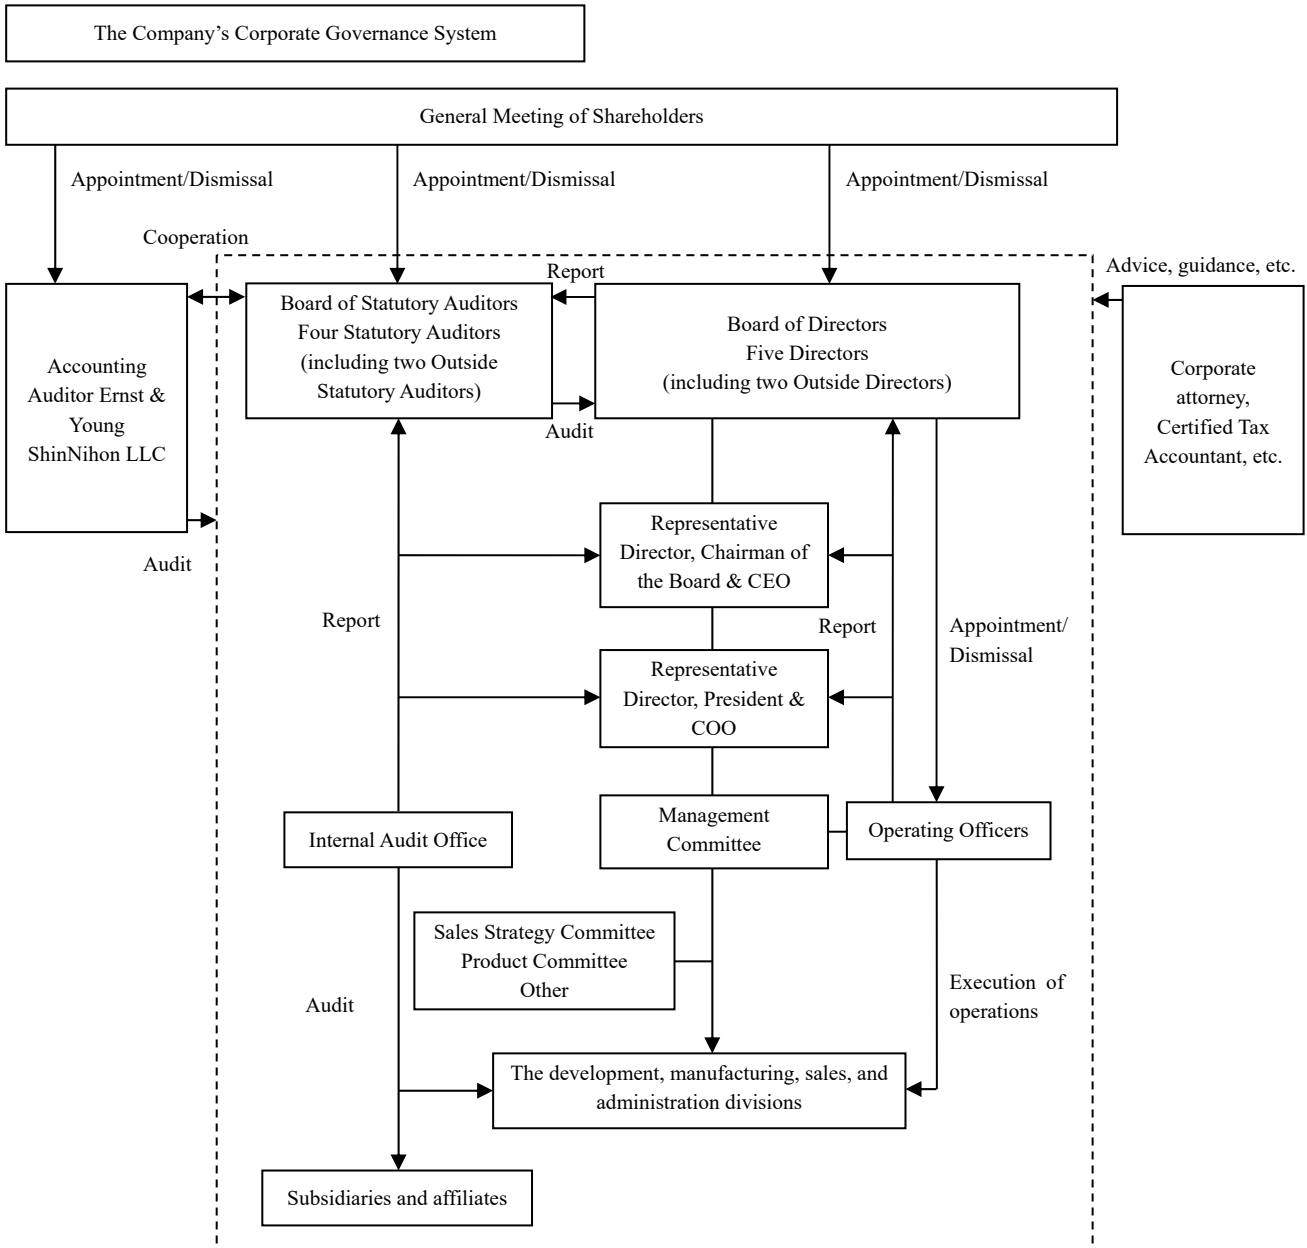 The Company’s Corporate Governance System
General Meeting of Shareholders
Appointment/Dismissal
Appointment/Dismissal
Appointment/Dismissal
Cooperation
Report
Advice, guidance, etc.
Accounting
Auditor Ernst &
Young
ShinNihon LLC
Board of Statutory Auditors
Four Statutory Auditors
(including two Outside
Statutory Auditors)
Board of Directors
Five Directors
(including two Outside Directors)
Corporate
attorney,
Certified Tax
Accountant, etc.
Audit
Audit
Representative
Director, Chairman of
the Board & CEO
Report
Report
Appointment/
Dismissal
Representative
Director, President &
COO
Management
Committee
Operating Officers
Internal Audit Office
Sales Strategy Committee
Product Committee
Other
Audit
Execution of
operations
The development, manufacturing, sales, and
administration divisions
Subsidiaries and affiliates